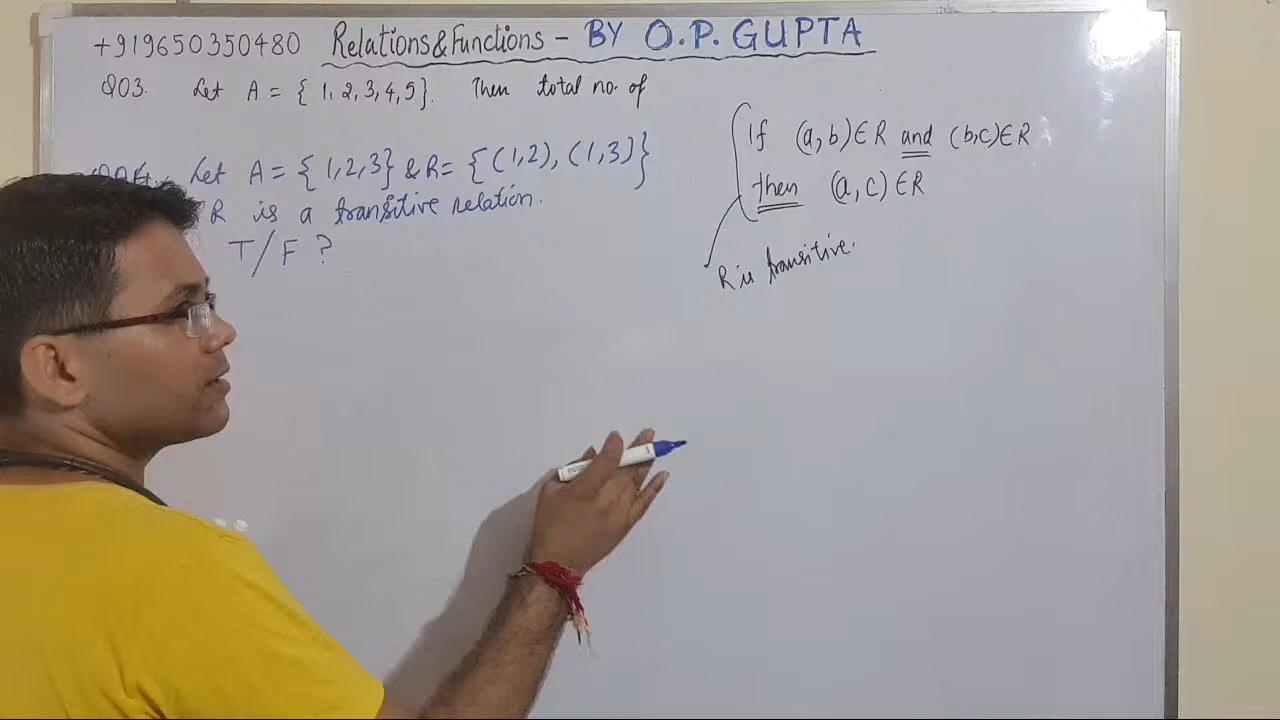 +919650350480 Relations & Functions - BY O.P. GUPTA
Q03. Let A = { 1, 2, 3, 4, 5}. Then total no. of
Let A = { 1, 2, 3} & R = { (1,2), (1,3) }
R is a transitive relation.
T/F ?
If (a, b) ∈ R and (b,c) ∈ R
then (a, c) ∈ R
R is transitive.